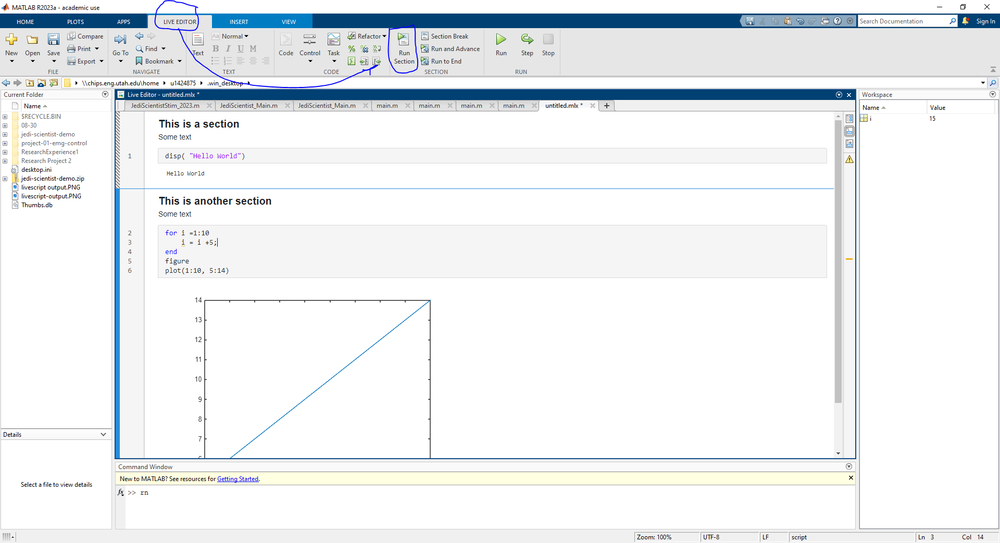 MATLAB R2023a - academic use
HOME PLOTS APPS LIVE EDITOR INSERT VIEW
Search Documentation Sign In
New Open Save Compare Print Export
FILE
Go To Find Bookmark
NAVIGATE
Text Normal
B I U M
TEXT
Code Control Task Refactor
CODE
Run Section
Section Break
Run and Advance
Run to End
SECTION
Run Step Stop
RUN
\\chips.eng.utah.edu\home u1424875 .win_desktop
Current Folder
Name
$RECYCLE.BIN
08-30
jedi-scientist-demo
project-01-emg-control
ResearchExperience1
Research Project 2
desktop.ini
jedi-scientist-demo.zip
livescript output.PNG
livescript-output.PNG
Thumbs.db
Details
Select a file to view details
Live Editor - untitled.mlx *
JediScientistStim_2023.m JediScientist_Main.m JediScientist_Main.m main.m main.m main.m main.m untitled.mlx * +
This is a section
Some text
1 disp( "Hello World")
Hello World
This is another section
Some text
2 for i =1:10
3 i = i +5;
4 end
5 figure
6 plot(1:10, 5:14)
14
13
12
11
10
9
8
7
6
Command Window
New to MATLAB? See resources for Getting Started.
fx >> rn
Workspace
Name Value
i 15
Zoom: 100% UTF-8 LF script Ln 3 Col 14